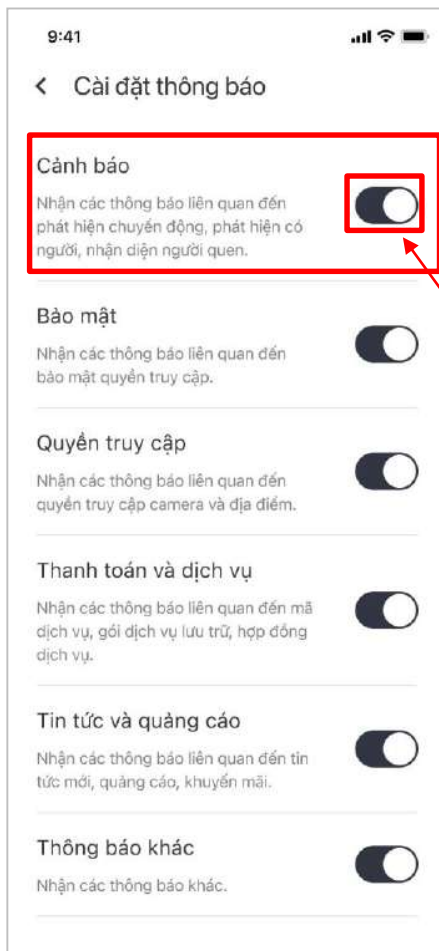 9:41
Cài đặt thông báo
Cảnh báo
Nhận các thông báo liên quan đến
phát hiện chuyển động, phát hiện có
người, nhận diện người quen.
Bảo mật
Nhận các thông báo liên quan đến
bảo mật quyền truy cập.
Quyền truy cập
Nhận các thông báo liên quan đến
quyền truy cập camera và địa điểm.
Thanh toán và dịch vụ
Nhận các thông báo liên quan đến mã
dịch vụ, gói dịch vụ lưu trữ, hợp đồng
dịch vụ.
Tin tức và quảng cáo
Nhận các thông báo liên quan đến tin
tức mới, quảng cáo, khuyến mãi.
Thông báo khác
Nhận các thông báo khác.